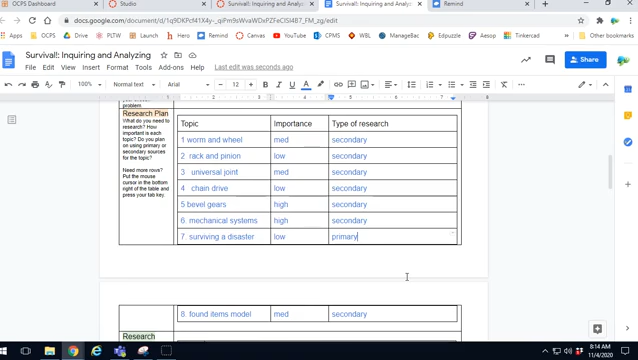 OCPS Dashboard
Studio
Survival!: Inquiring and Analyzing
Survival!: Inquiring and Analyzing
Remind
docs.google.com/document/d/1q9DKPcf41X4y-_qiPm9sWvaWDxPZFeClSI4B7_FM_zg/edit
Apps
OCPS
Drive
PLTW
Launch
Hero
Remind
Canvas
YouTube
CPMS
WBL
ManageBac
Edpuzzle
Aesop
Tinkercad
Other bookmarks
Survival!: Inquiring and Analyzing
File Edit View Insert Format Tools Add-ons Help Last edit was seconds ago
Share
100% Normal text Arial 12
problem
Research Plan
What do you need to
research? How
important is each
topic? Do you plan
on using primary or
secondary sources
for the topic?
Need more rows?
Put the mouse
cursor in the bottom
right of the table and
press your tab key.
Topic Importance Type of research
1 worm and wheel med secondary
2 rack and pinion low secondary
3 universal joint med secondary
4 chain drive low secondary
5 bevel gears high secondary
6 mechanical systems high secondary
7 surviving a disaster low primary
8 found items model med secondary
Research
8:14 AM
11/4/2020